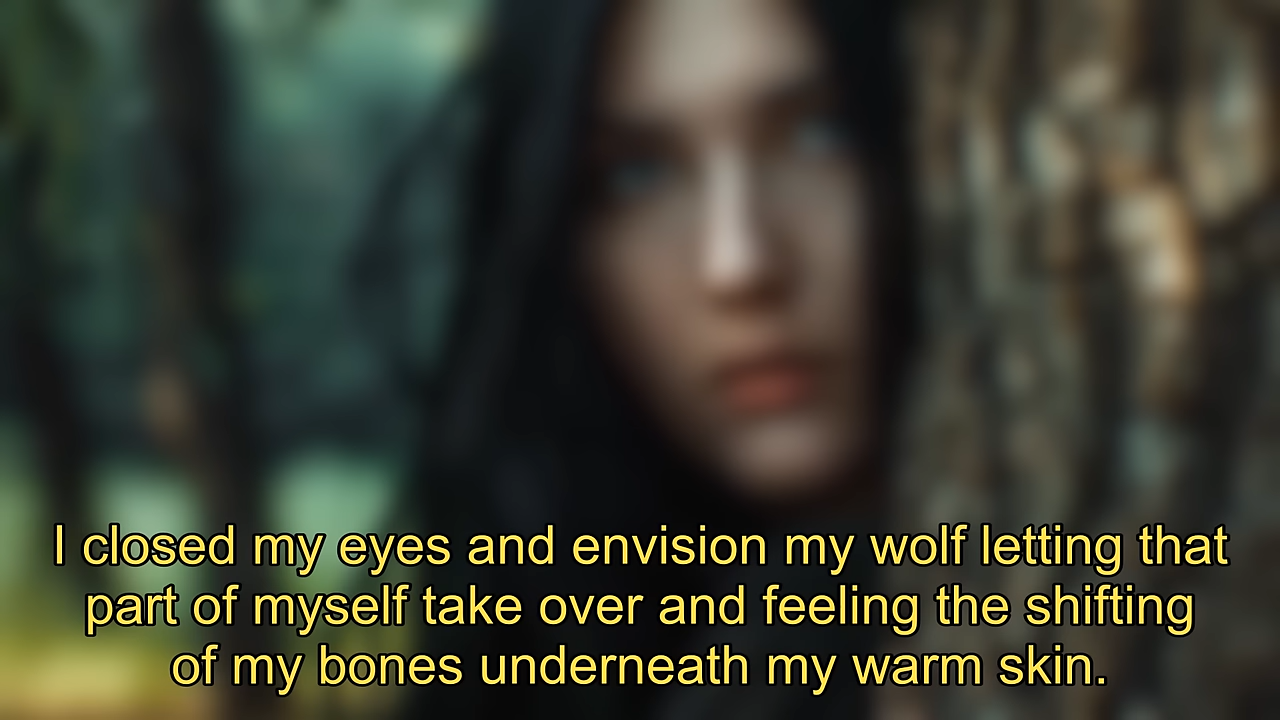 I closed my eyes and envision my wolf letting that
part of myself take over and feeling the shifting
of my bones underneath my warm skin.